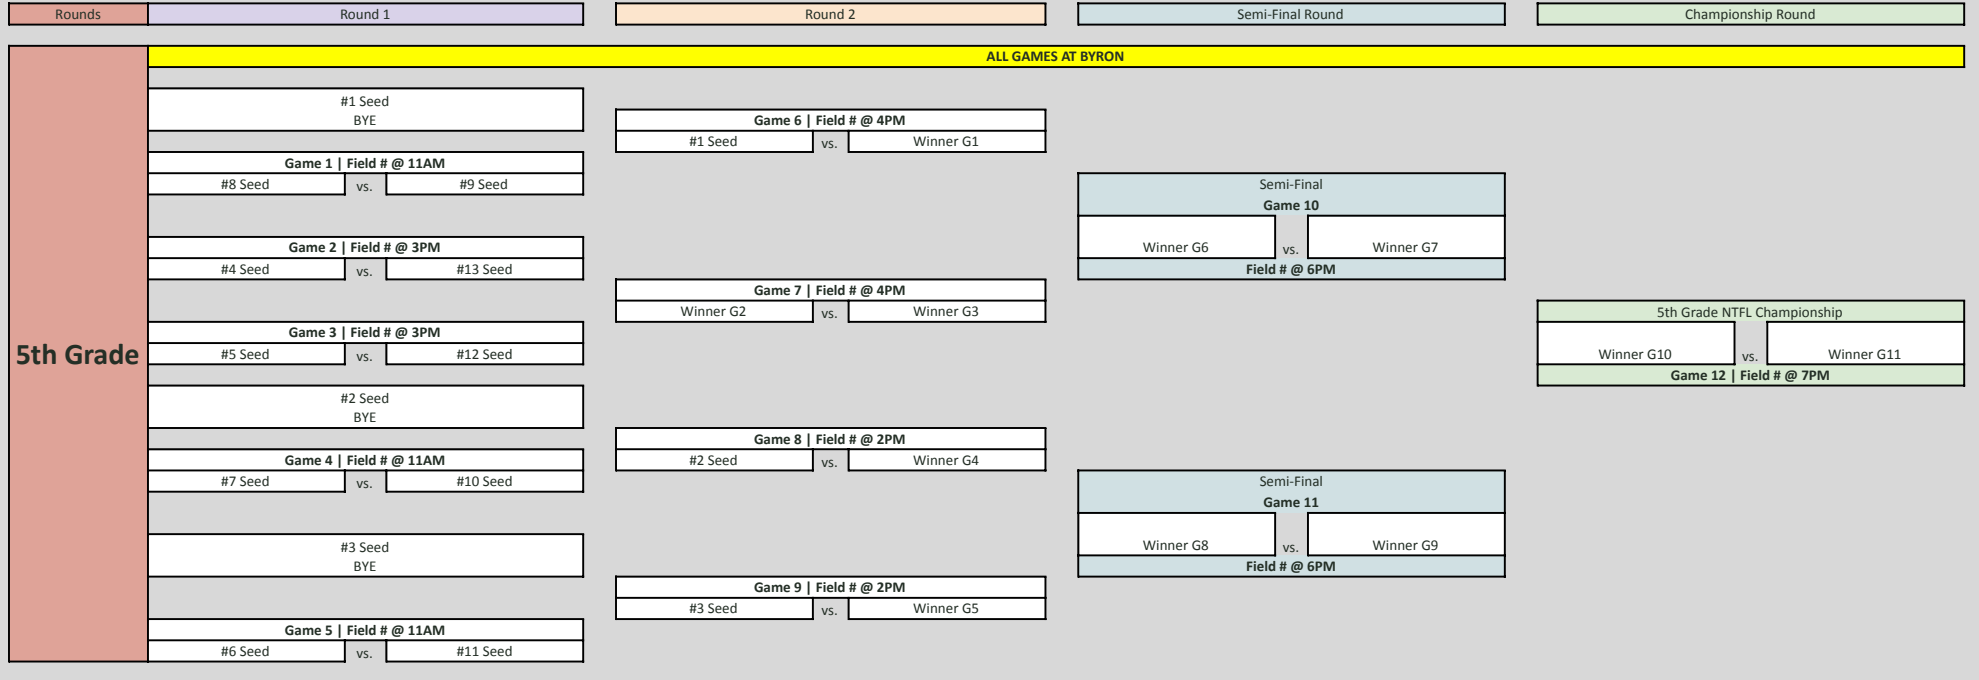 Rounds
Round 1
Round 2
Semi-Final Round
Championship Round
ALL GAMES AT BYRON
5th Grade
#1 Seed
BYE
Game 1 | Field # @ 11AM
#8 Seed vs. #9 Seed
Game 2 | Field # @ 3PM
#4 Seed vs. #13 Seed
Game 3 | Field # @ 3PM
#5 Seed vs. #12 Seed
#2 Seed
BYE
Game 4 | Field # @ 11AM
#7 Seed vs. #10 Seed
#3 Seed
BYE
Game 5 | Field # @ 11AM
#6 Seed vs. #11 Seed
Game 6 | Field # @ 4PM
#1 Seed vs. Winner G1
Game 7 | Field # @ 4PM
Winner G2 vs. Winner G3
Game 8 | Field # @ 2PM
#2 Seed vs. Winner G4
Game 9 | Field # @ 2PM
#3 Seed vs. Winner G5
Semi-Final
Game 10
Winner G6 vs. Winner G7
Field # @ 6PM
Semi-Final
Game 11
Winner G8 vs. Winner G9
Field # @ 6PM
5th Grade NTFL Championship
Winner G10 vs. Winner G11
Game 12 | Field # @ 7PM